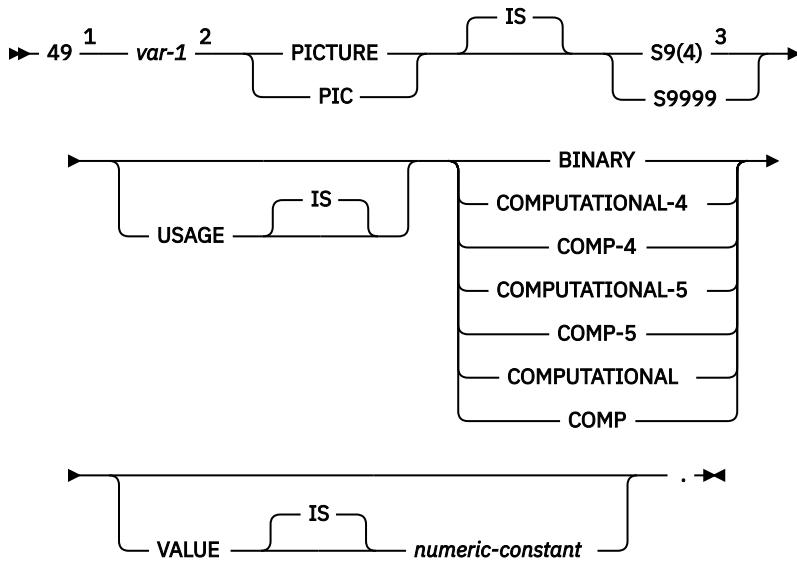 IS
49 1 var-1 2 PICTURE S9(4) 3
PIC S9999
BINARY
IS COMPUTATIONAL-4
USAGE COMP-4
COMPUTATIONAL-5
COMP-5
COMPUTATIONAL
COMP
.
IS
VALUE numeric-constant